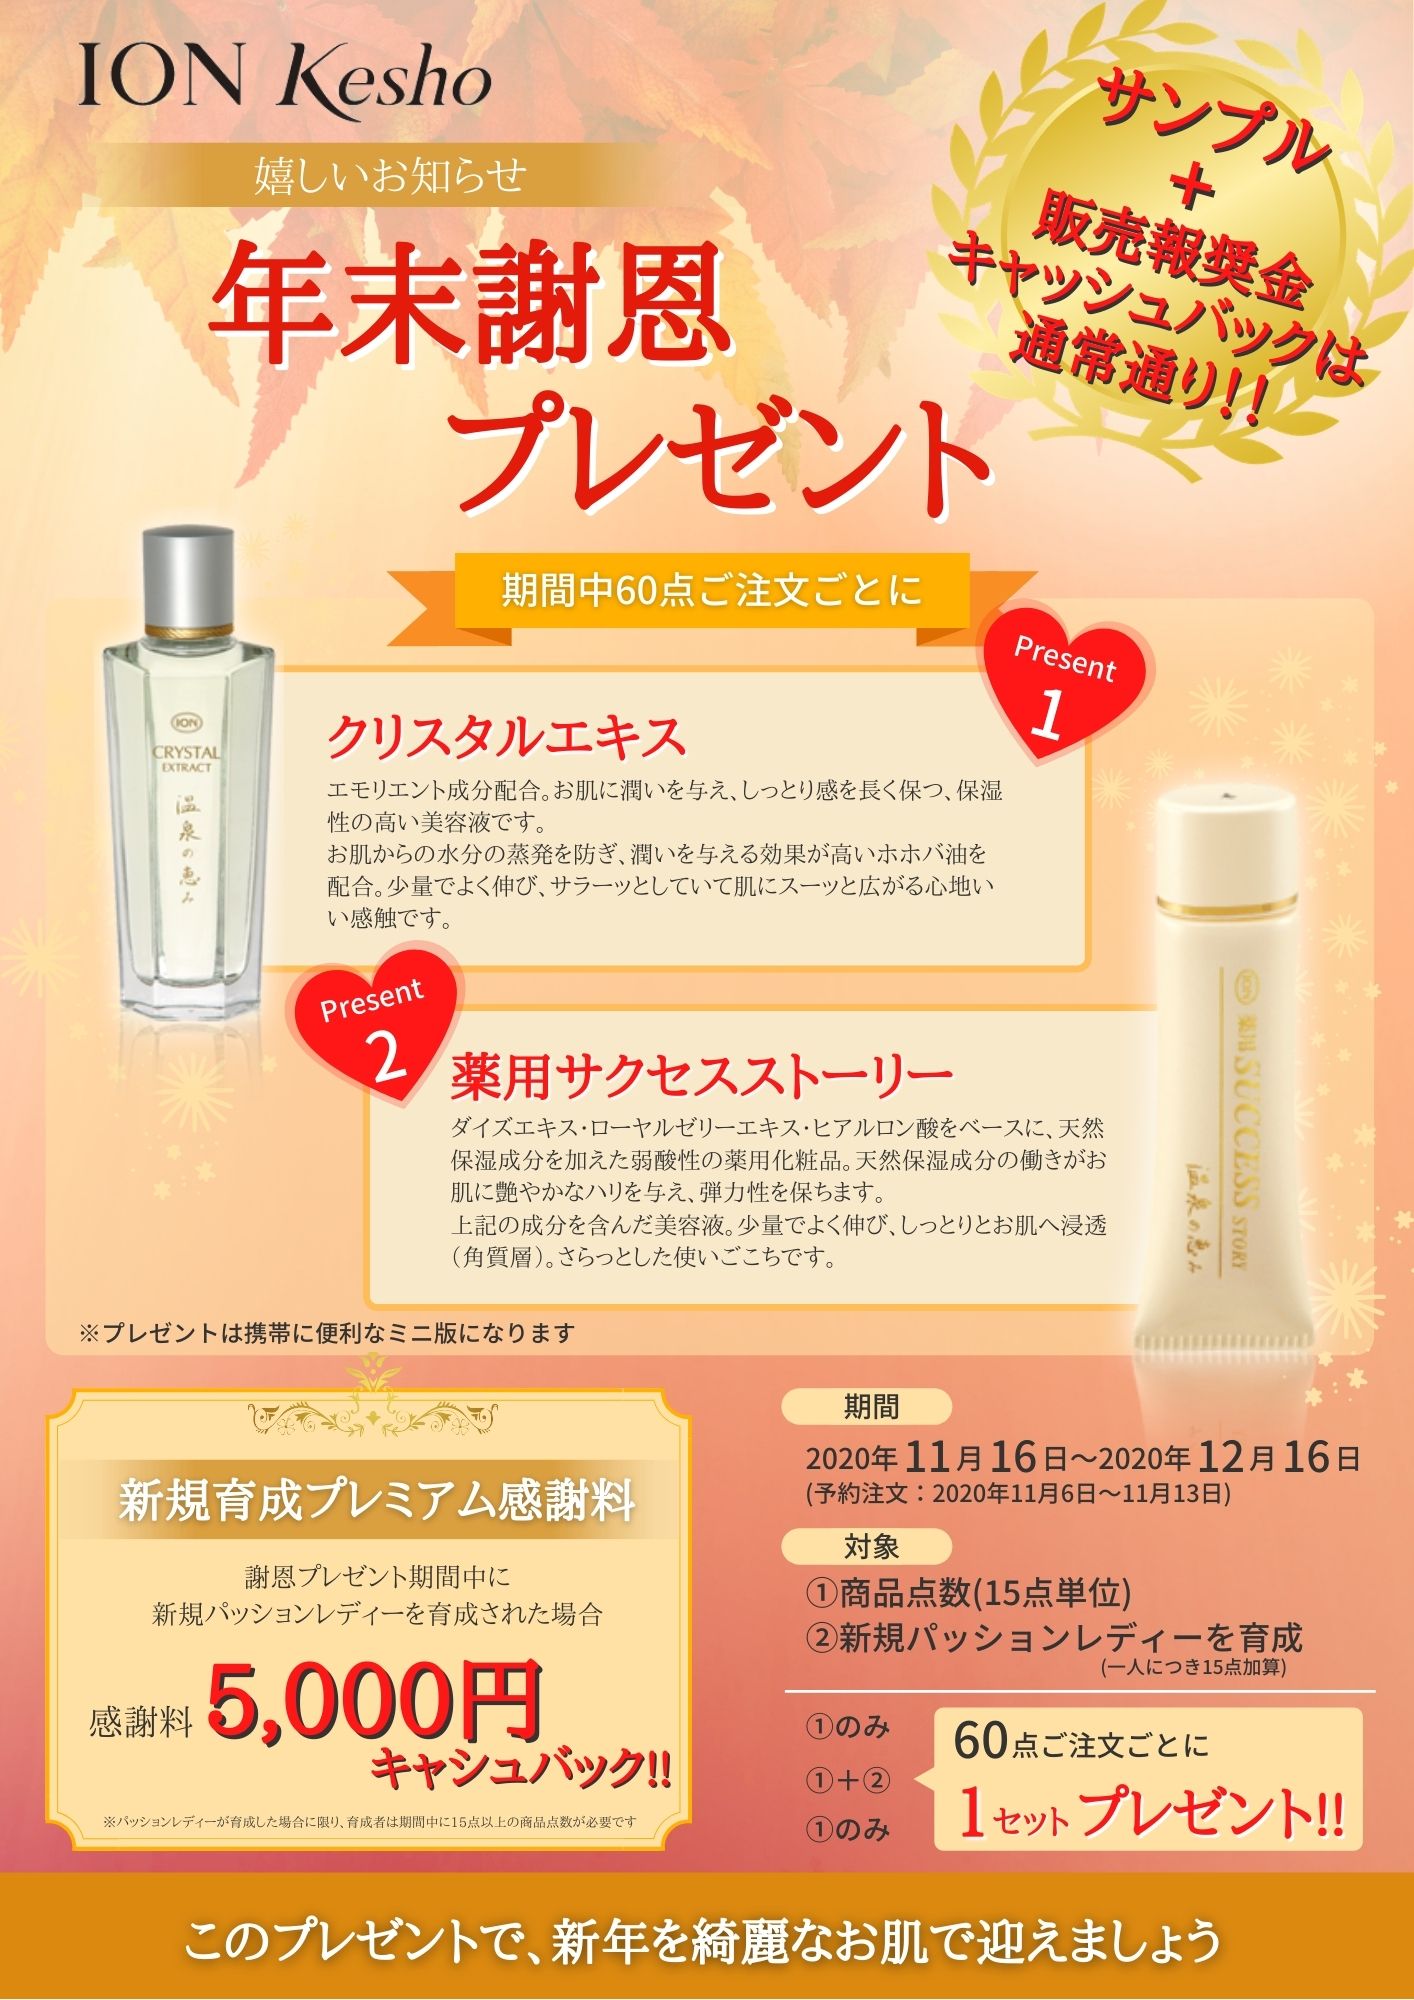 ION Kesho
嬉しいお知らせ
サンプル
+
販売報奨金
キャッシュバックは
通常通り!!
年末謝恩
プレゼント
期間中60点ご注文ごとに
Present
1
クリスタルエキス
エモリエント成分配合。お肌に潤いを与え、しっとり感を長く保つ、保湿
性の高い美容液です。
お肌からの水分の蒸発を防ぎ、潤いを与える効果が高いホホバ油を
配合。少量でよく伸び、サラーッとしていて肌にスーッと広がる心地い
い感触です。
ION
CRYSTAL
EXTRACT
温泉の恵み
Present
2
薬用サクセスストーリー
ダイズエキス・ローヤルゼリーエキス・ヒアルロン酸をベースに、天然
保湿成分を加えた弱酸性の薬用化粧品。天然保湿成分の働きがお
肌に艶やかなハリを与え、弾力性を保ちます。
上記の成分を含んだ美容液。少量でよく伸び、しっとりとお肌へ浸透
（角質層）。さらっとした使いごこちです。
ION 薬用 SUCCESS STORY
温泉の恵み
※プレゼントは携帯に便利なミニ版になります
新規育成プレミアム感謝料
謝恩プレゼント期間中に
新規パッションレディーを育成された場合
感謝料 5,000円
キャシュバック!!
※パッションレディーが育成した場合に限り、育成者は期間中に15点以上の商品点数が必要です
期間
2020年11月16日～2020年12月16日
(予約注文：2020年11月6日～11月13日)
対象
①商品点数(15点単位)
②新規パッションレディーを育成
(一人につき15点加算)
①のみ
①＋②
①のみ
60点ご注文ごとに
1セット プレゼント!!
このプレゼントで、新年を綺麗なお肌で迎えましょう